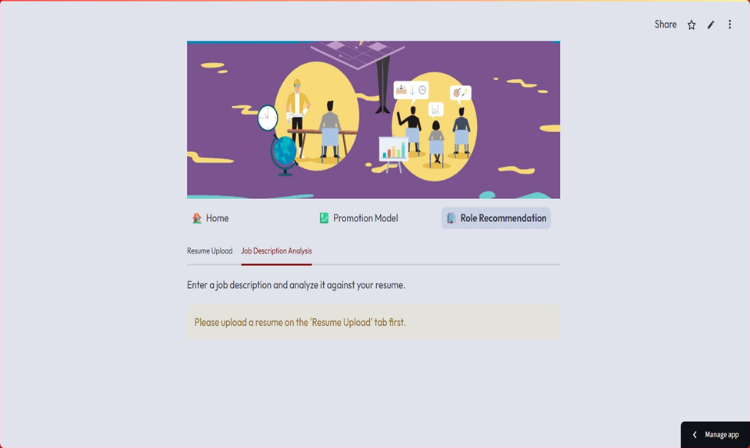 Share
Home
Promotion Model
Role Recommendation
Resume Upload
Job Description Analysis
Enter a job description and analyze it against your resume.
Please upload a resume on the 'Resume Upload' tab first.
Manage app